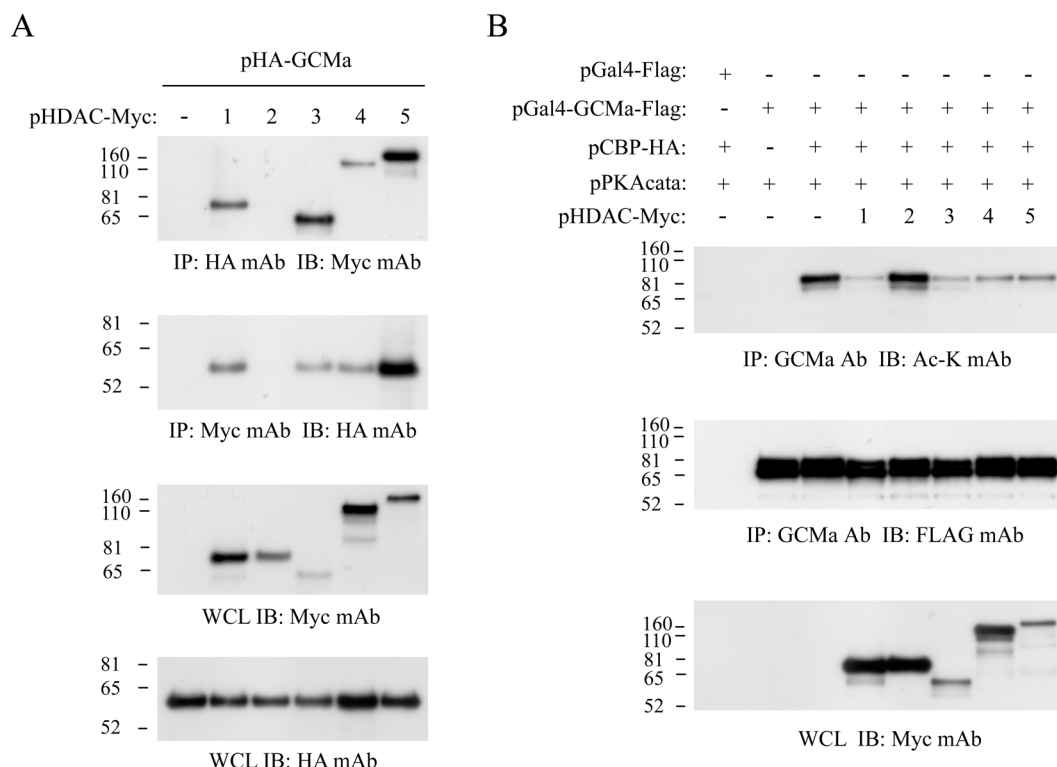 A
pHA-GCMa
pHDAC-Myc: - 1 2 3 4 5
160 –
110 –
81 –
65 –
IP: HA mAb IB: Myc mAb
81 –
65 –
52 –
IP: Myc mAb IB: HA mAb
160 –
110 –
81 –
65 –
WCL IB: Myc mAb
81 –
65 –
52 –
WCL IB: HA mAb
B
pGal4-Flag: + - - - - - - -
pGal4-GCMa-Flag: - + + + + + + +
pCBP-HA: + - + + + + + +
pPKAcata: + + + + + + + +
pHDAC-Myc: - - - 1 2 3 4 5
160 –
110 –
81 –
65 –
52 –
IP: GCMa Ab IB: Ac-K mAb
160 –
110 –
81 –
65 –
52 –
IP: GCMa Ab IB: FLAG mAb
160 –
110 –
81 –
65 –
52 –
WCL IB: Myc mAb